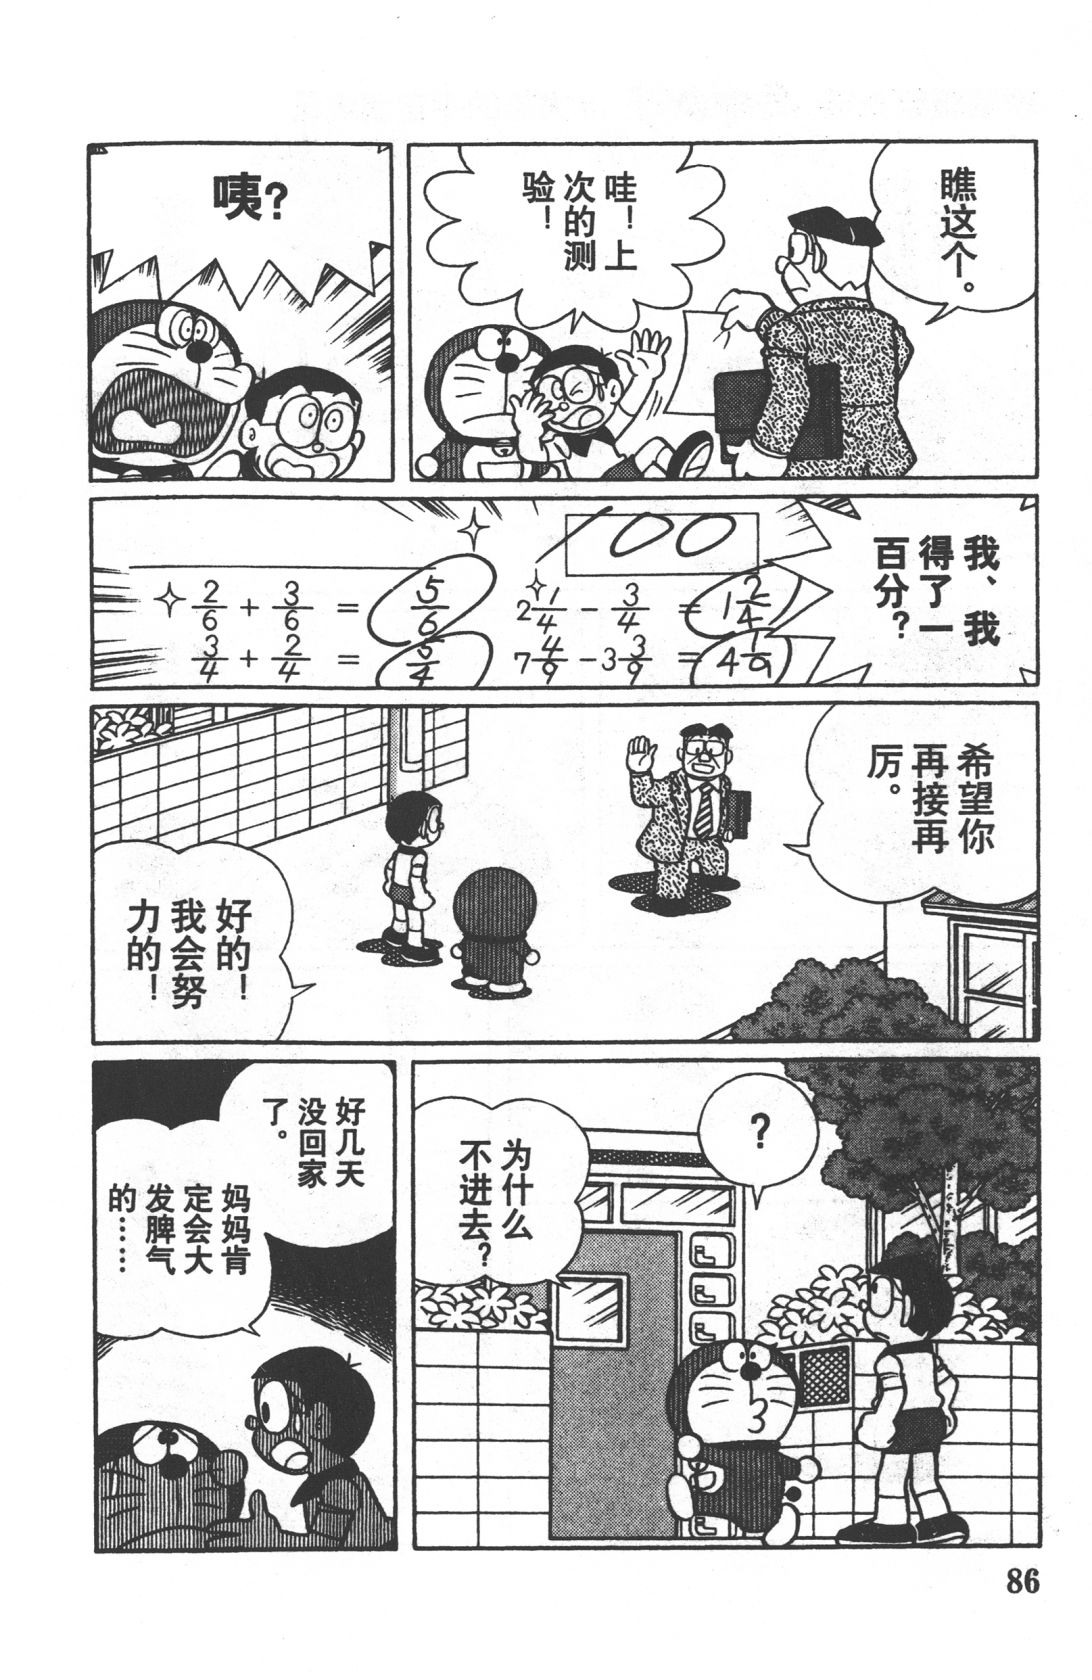 瞧这个。
哇！上
次的测
验！
咦？
我、我
得了一
百分？
100
2/6 + 3/6 = 5/6
2 1/4 - 3/4 = 1 2/4
3/4 + 2/4 = 5/4
7 4/9 - 3 3/9 = 4 1/9
希望你
再接再
厉。
好的！
我会努
力的！
？
为什么
不进去？
好几天
没回家
了。
妈妈肯
定会大
发脾气
的……
86